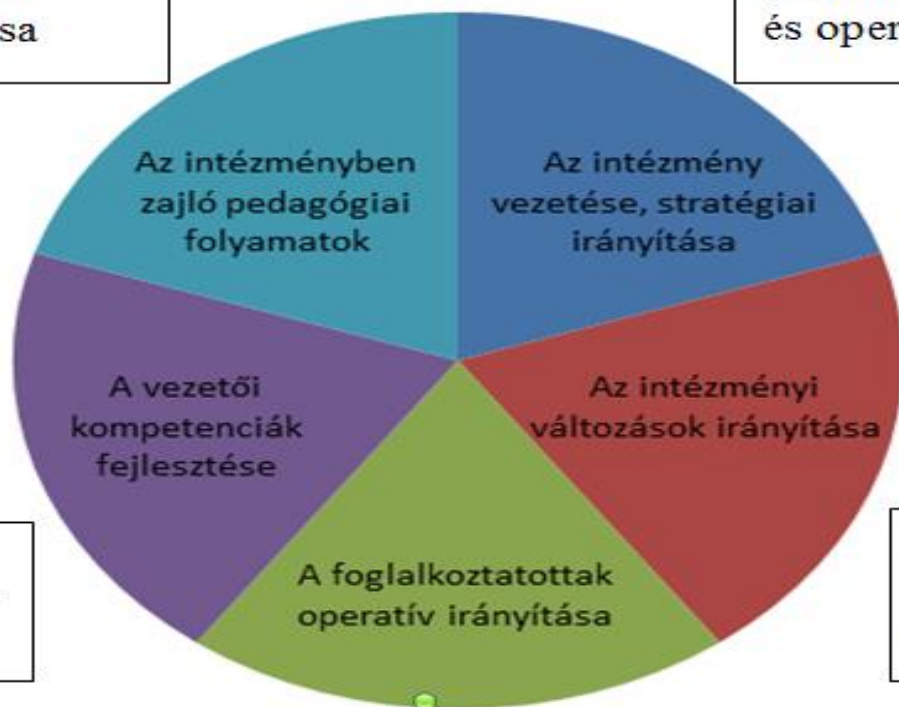 sa
és oper
Az intézményben
zajló pedagógiai
folyamatok
Az intézmény
vezetése, stratégiai
irányítása
A vezetői
kompetenciák
fejlesztése
Az intézményi
változások irányítása
A foglalkoztatottak
operatív irányítása